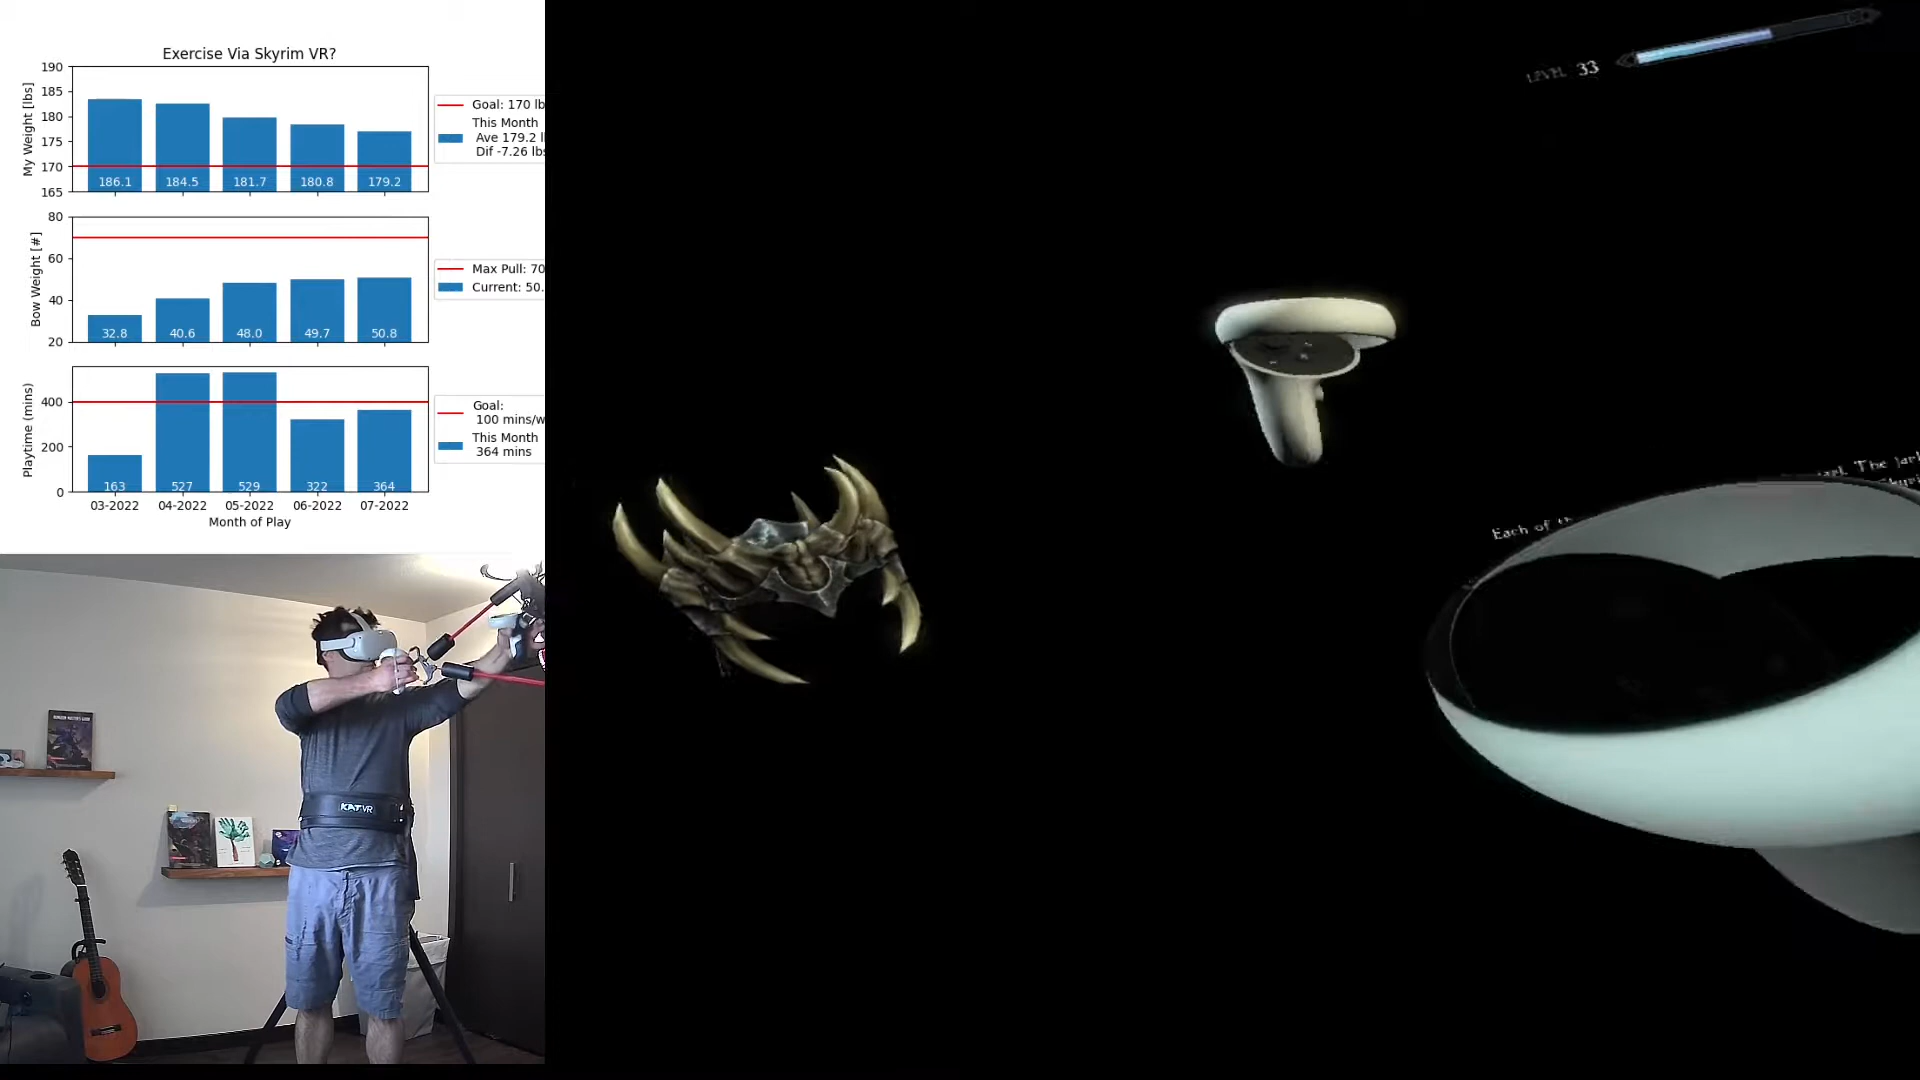 Exercise Via Skyrim VR?
My Weight [lbs]
190
185
180
175
170
165
186.1 184.5 181.7 180.8 179.2
Goal: 170 lb
This Month
Ave 179.2 l
Dif -7.26 lbs
Bow Weight [#]
80
60
40
20
32.8 40.6 48.0 49.7 50.8
Max Pull: 70
Current: 50.
Playtime (mins)
400
200
0
163 527 529 322 364
Goal:
100 mins/w
This Month
364 mins
03-2022 04-2022 05-2022 06-2022 07-2022
Month of Play
LEVEL 33
The
Each of
KAT VR